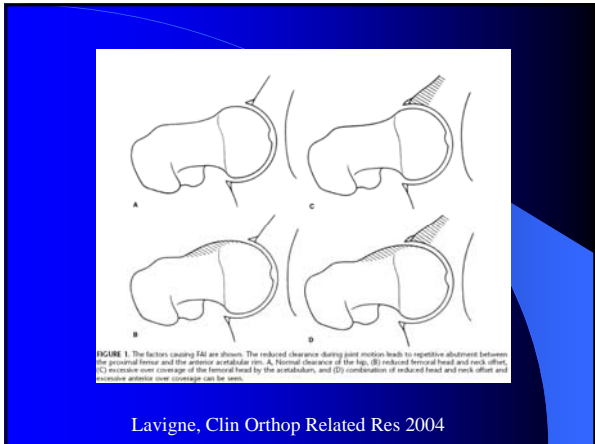 A
C
B
D
FIGURE 1. The factors causing FAI are shown. The reduced clearance during joint motion leads to repetitive abutment between
the proximal femur and the anterior acetabular rim. A, Normal clearance of the hip, (B) reduced femoral head and neck offset,
(C) excessive over coverage of the femoral head by the acetabulum, and (D) combination of reduced head and neck offset and
excessive anterior over coverage can be seen.
Lavigne, Clin Orthop Related Res 2004